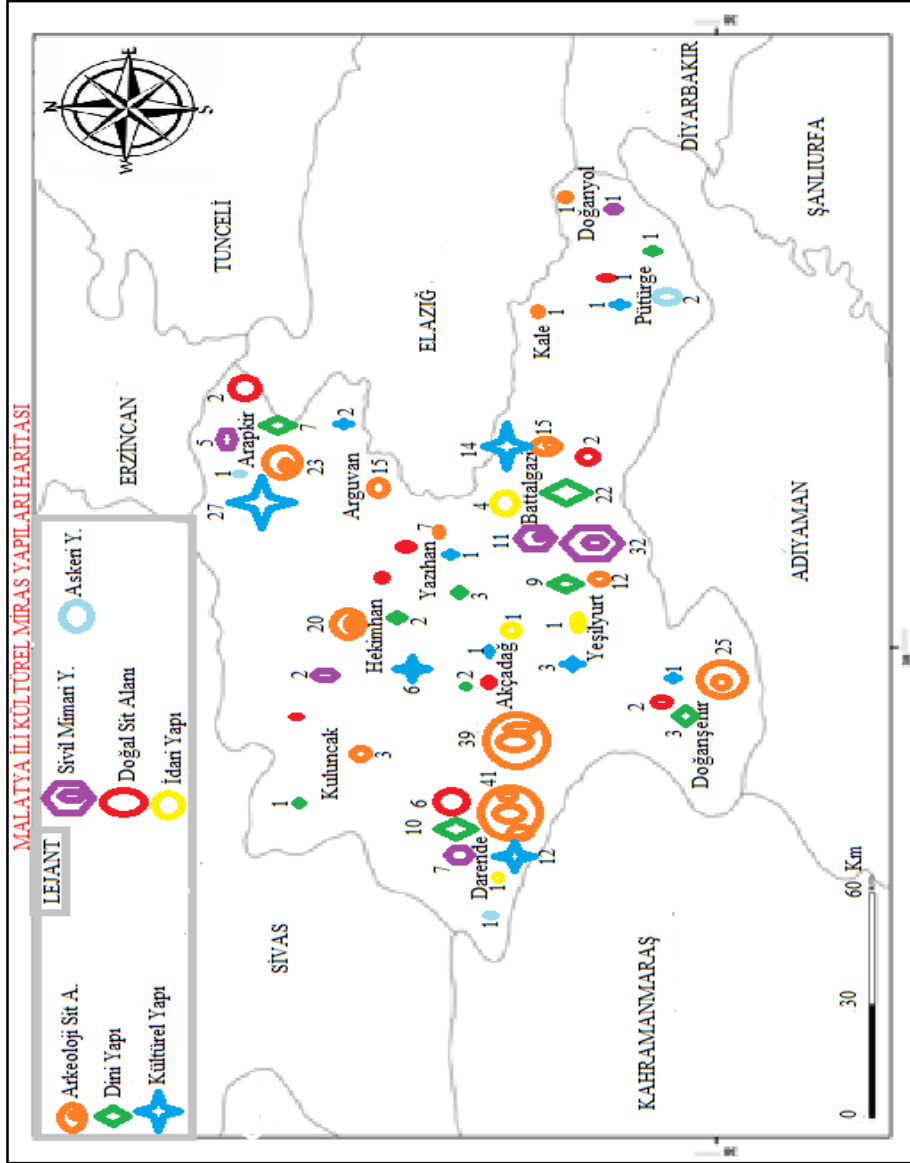 MALATYA İLİ KÜLTÜREL MİRAS YAPILARI HARİTASI
LEJANT
Arkeoloji Sit A.
Dini Yapı
Kültürel Yapı
Sivil Mimari Y.
Doğal Sit Alanı
İdari Yapı
Askeri Y.
N
E
S
W
ERZİNCAN
TUNCELİ
SİVAS
ELAZIĞ
DİYARBAKIR
ŞANLIURFA
ADIYAMAN
KAHRAMANMARAŞ
Arapkir
5
2
1
27
23
7
Arguvan
2
15
Hekimhan
20
2
6
2
Kuluncak
3
1
Yazıhan
7
1
3
Battalgazi
14
15
2
4
22
11
32
Yeşilyurt
9
12
1
3
Akçadağ
1
1
2
39
Darende
41
6
10
7
12
1
1
Doğanşehir
25
1
2
3
Kale
1
Pütürge
1
1
1
2
Doğanyol
1
1
0
30
60 Km